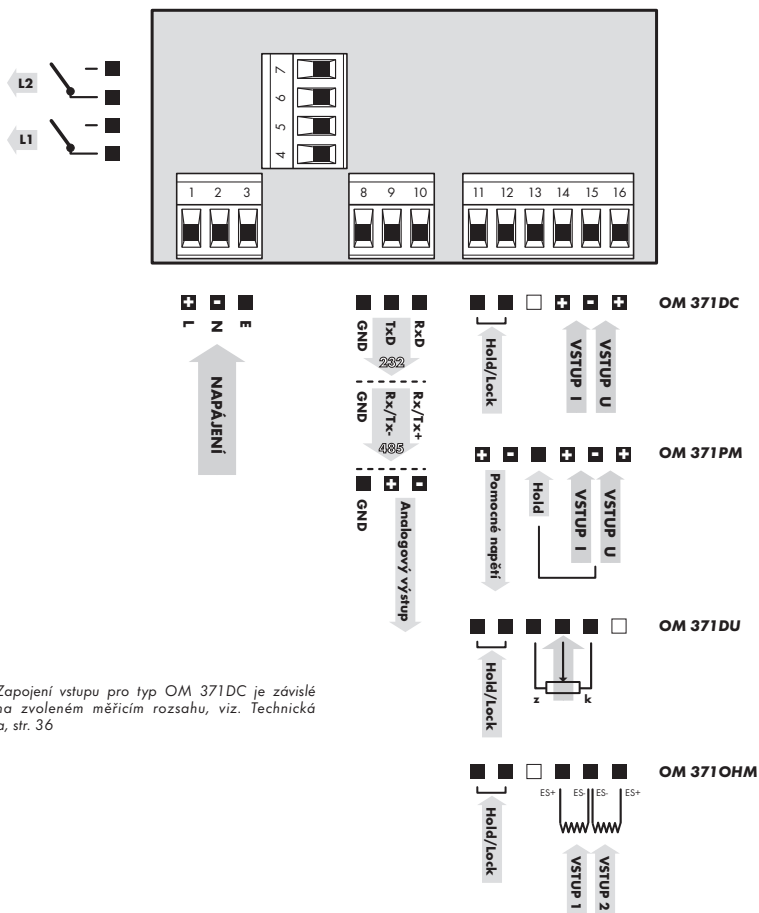 L2
L1
7
6
5
4
1 2 3
8 9 10
11 12 13 14 15 16
+ - 
L N E
NAPÁJENÍ
GND TxD RxD
232
GND Rx/Tx- Rx/Tx+
485
+ -
GND
Analogový výstup
+ - +
OM 371DC
Hold/Lock
VSTUP I
VSTUP U
+ - + - +
OM 371PM
Pomocné napětí
Hold
VSTUP I
VSTUP U
OM 371DU
Hold/Lock
z k
Zapojení vstupu pro typ OM 371DC je závislé
na zvoleném měřicím rozsahu, viz. Technická
a, str. 36
OM 371OHM
ES+ ES- ES- ES+
Hold/Lock
VSTUP 1
VSTUP 2